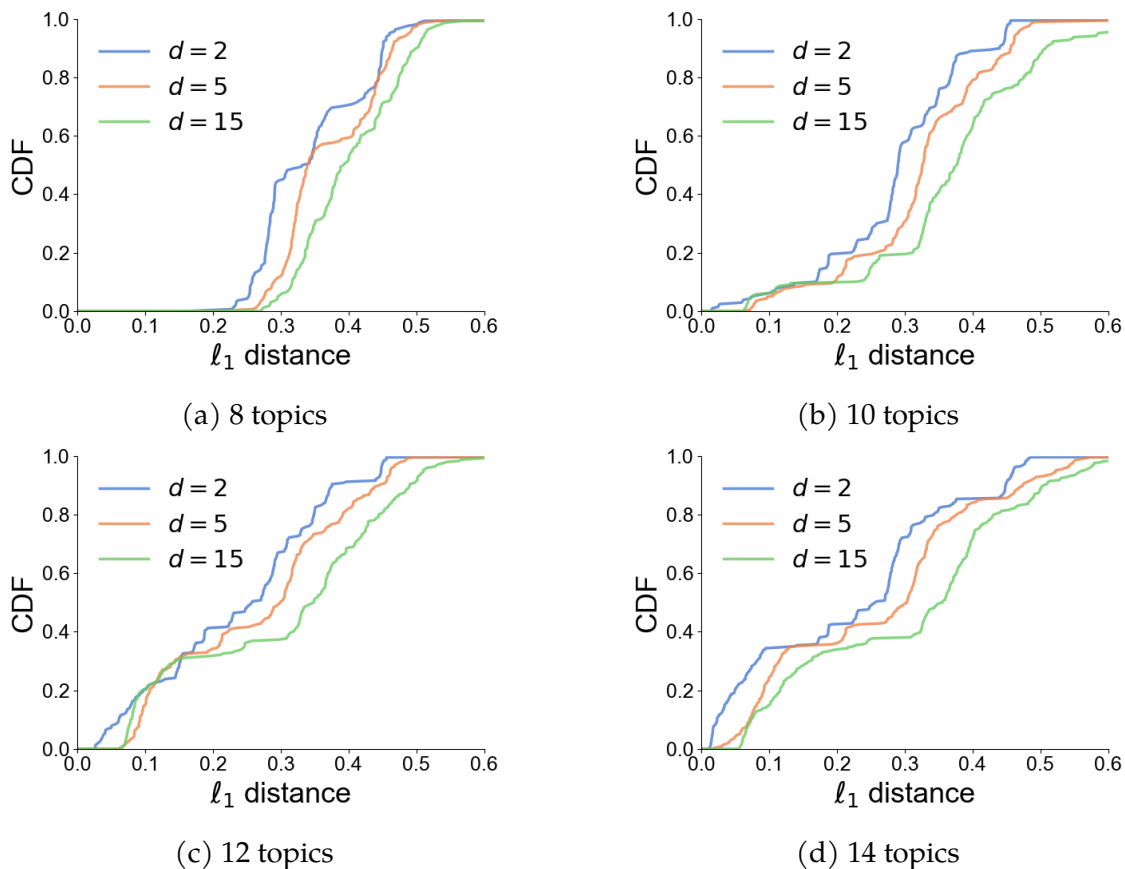 1.0
0.8
0.6
0.4
0.2
0.0
CDF
d = 2
d = 5
d = 15
0.0 0.1 0.2 0.3 0.4 0.5 0.6
ℓ₁ distance
(a) 8 topics
1.0
0.8
0.6
0.4
0.2
0.0
CDF
d = 2
d = 5
d = 15
0.0 0.1 0.2 0.3 0.4 0.5 0.6
ℓ₁ distance
(b) 10 topics
1.0
0.8
0.6
0.4
0.2
0.0
CDF
d = 2
d = 5
d = 15
0.0 0.1 0.2 0.3 0.4 0.5 0.6
ℓ₁ distance
(c) 12 topics
1.0
0.8
0.6
0.4
0.2
0.0
CDF
d = 2
d = 5
d = 15
0.0 0.1 0.2 0.3 0.4 0.5 0.6
ℓ₁ distance
(d) 14 topics